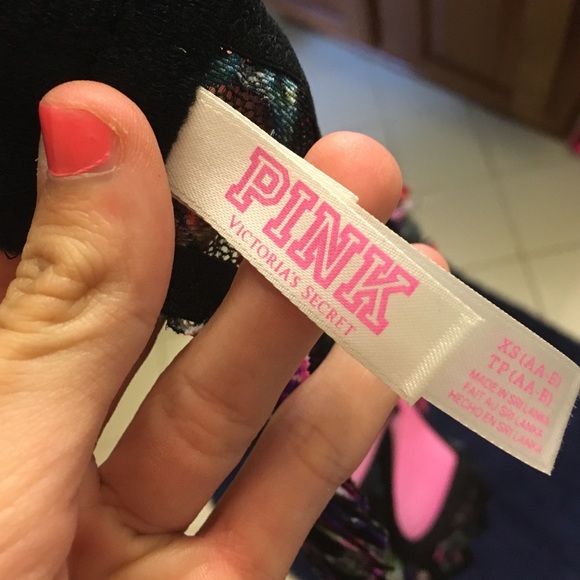 PINK
VICTORIA'S SECRET
XS(AA-B)
TP(AA-B)
MADE IN SRI LANKA
FAIT AU SRI LANKA
HECHO EN SRI LANKA